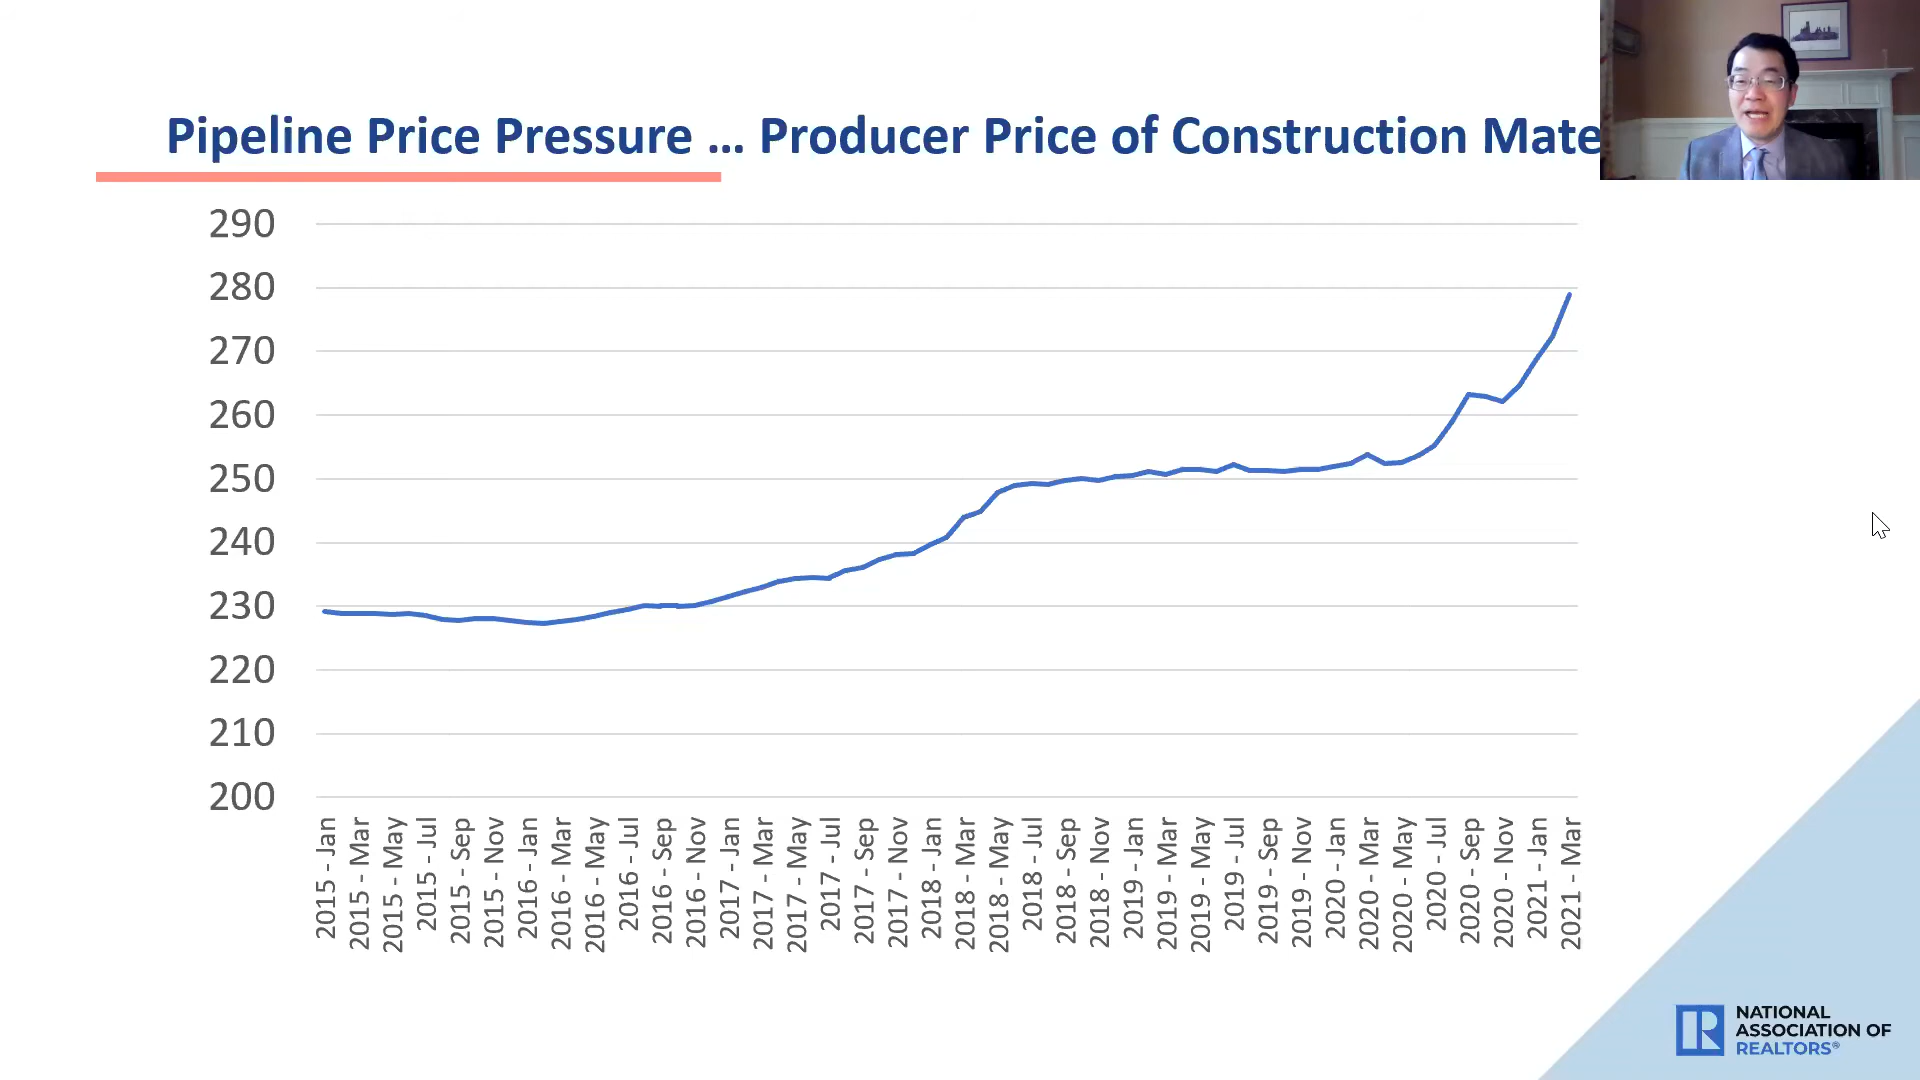 Pipeline Price Pressure ... Producer Price of Construction Mate
290
280
270
260
250
240
230
220
210
200
2015 - Jan
2015 - Mar
2015 - May
2015 - Jul
2015 - Sep
2015 - Nov
2016 - Jan
2016 - Mar
2016 - May
2016 - Jul
2016 - Sep
2016 - Nov
2017 - Jan
2017 - Mar
2017 - May
2017 - Jul
2017 - Sep
2017 - Nov
2018 - Jan
2018 - Mar
2018 - May
2018 - Jul
2018 - Sep
2018 - Nov
2019 - Jan
2019 - Mar
2019 - May
2019 - Jul
2019 - Sep
2019 - Nov
2020 - Jan
2020 - Mar
2020 - May
2020 - Jul
2020 - Sep
2020 - Nov
2021 - Jan
2021 - Mar
NATIONAL
ASSOCIATION OF
REALTORS®